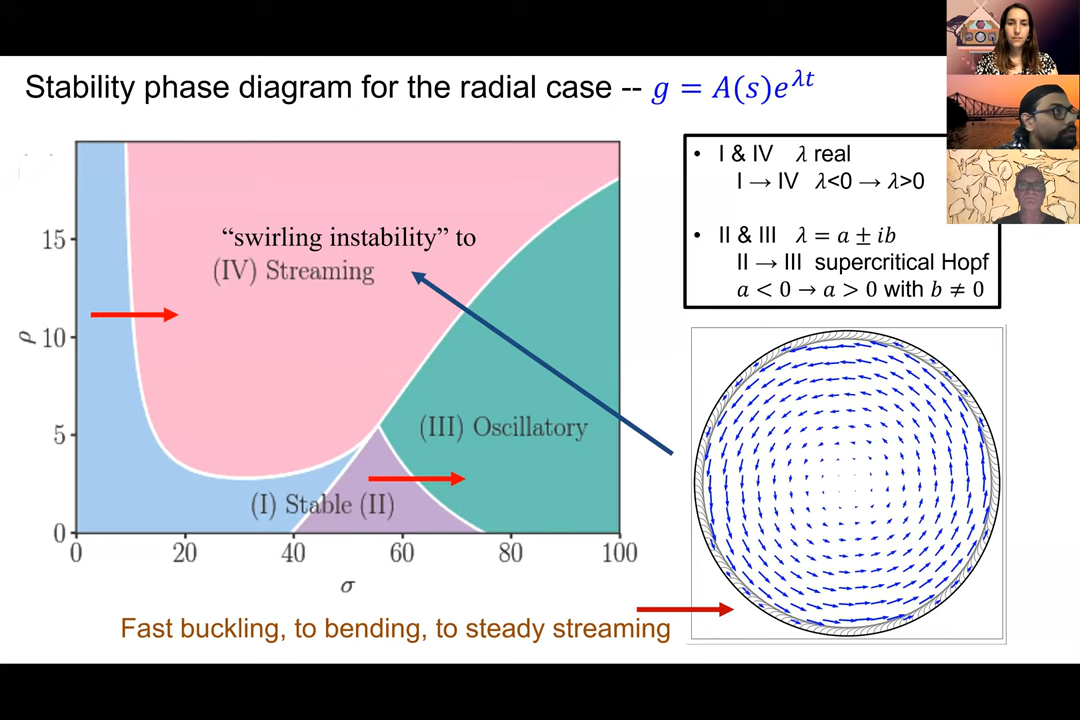 Stability phase diagram for the radial case -- g = A(s)e^{λt}
15
10
5
0
ρ
0 20 40 60 80 100
σ
“swirling instability” to
(IV) Streaming
(III) Oscillatory
(I) Stable (II)
• I & IV λ real
I → IV λ<0 → λ>0
• II & III λ = a ± ib
II → III supercritical Hopf
a < 0 → a > 0 with b ≠ 0
Fast buckling, to bending, to steady streaming